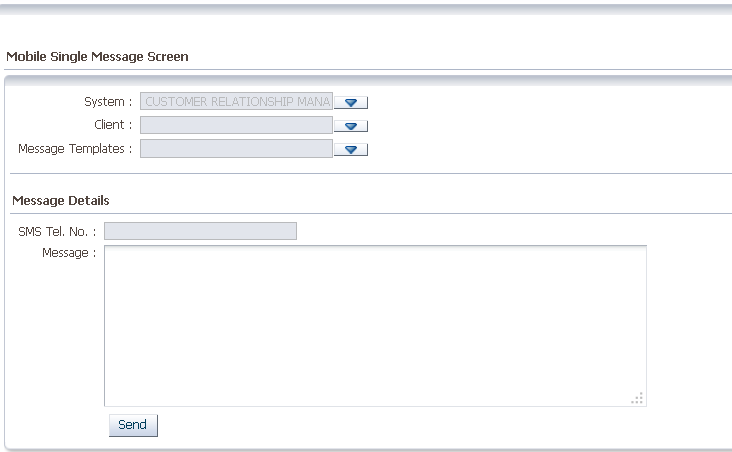 Mobile Single Message Screen
System : CUSTOMER RELATIONSHIP MANA
Client :
Message Templates :
Message Details
SMS Tel. No. :
Message :
Send